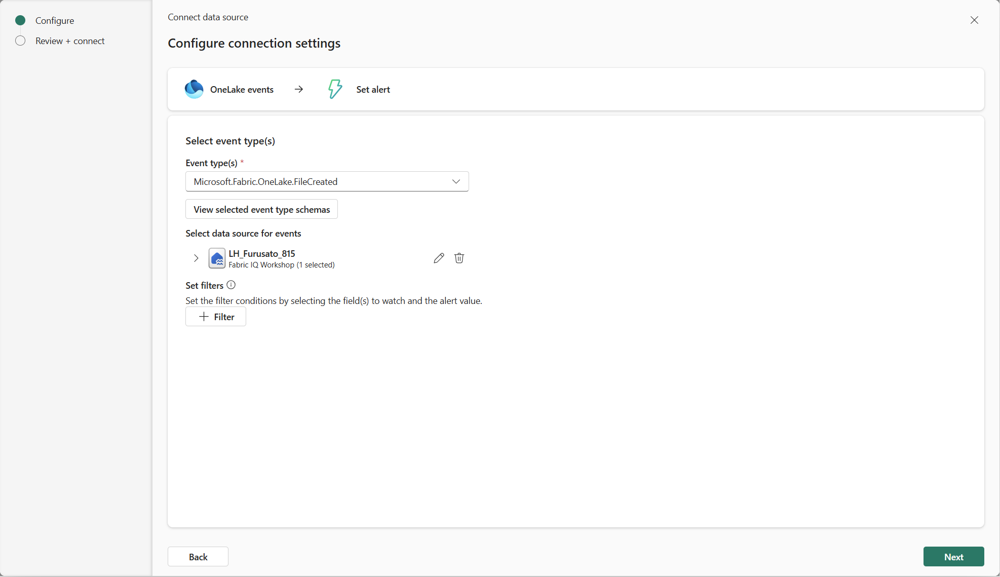 Configure
Review + connect
Connect data source
Configure connection settings
OneLake events
Set alert
Select event type(s)
Event type(s) *
Microsoft.Fabric.OneLake.FileCreated
View selected event type schemas
Select data source for events
LH_Furusato_815
Fabric IQ Workshop (1 selected)
Set filters
Set the filter conditions by selecting the field(s) to watch and the alert value.
Filter
Back
Next